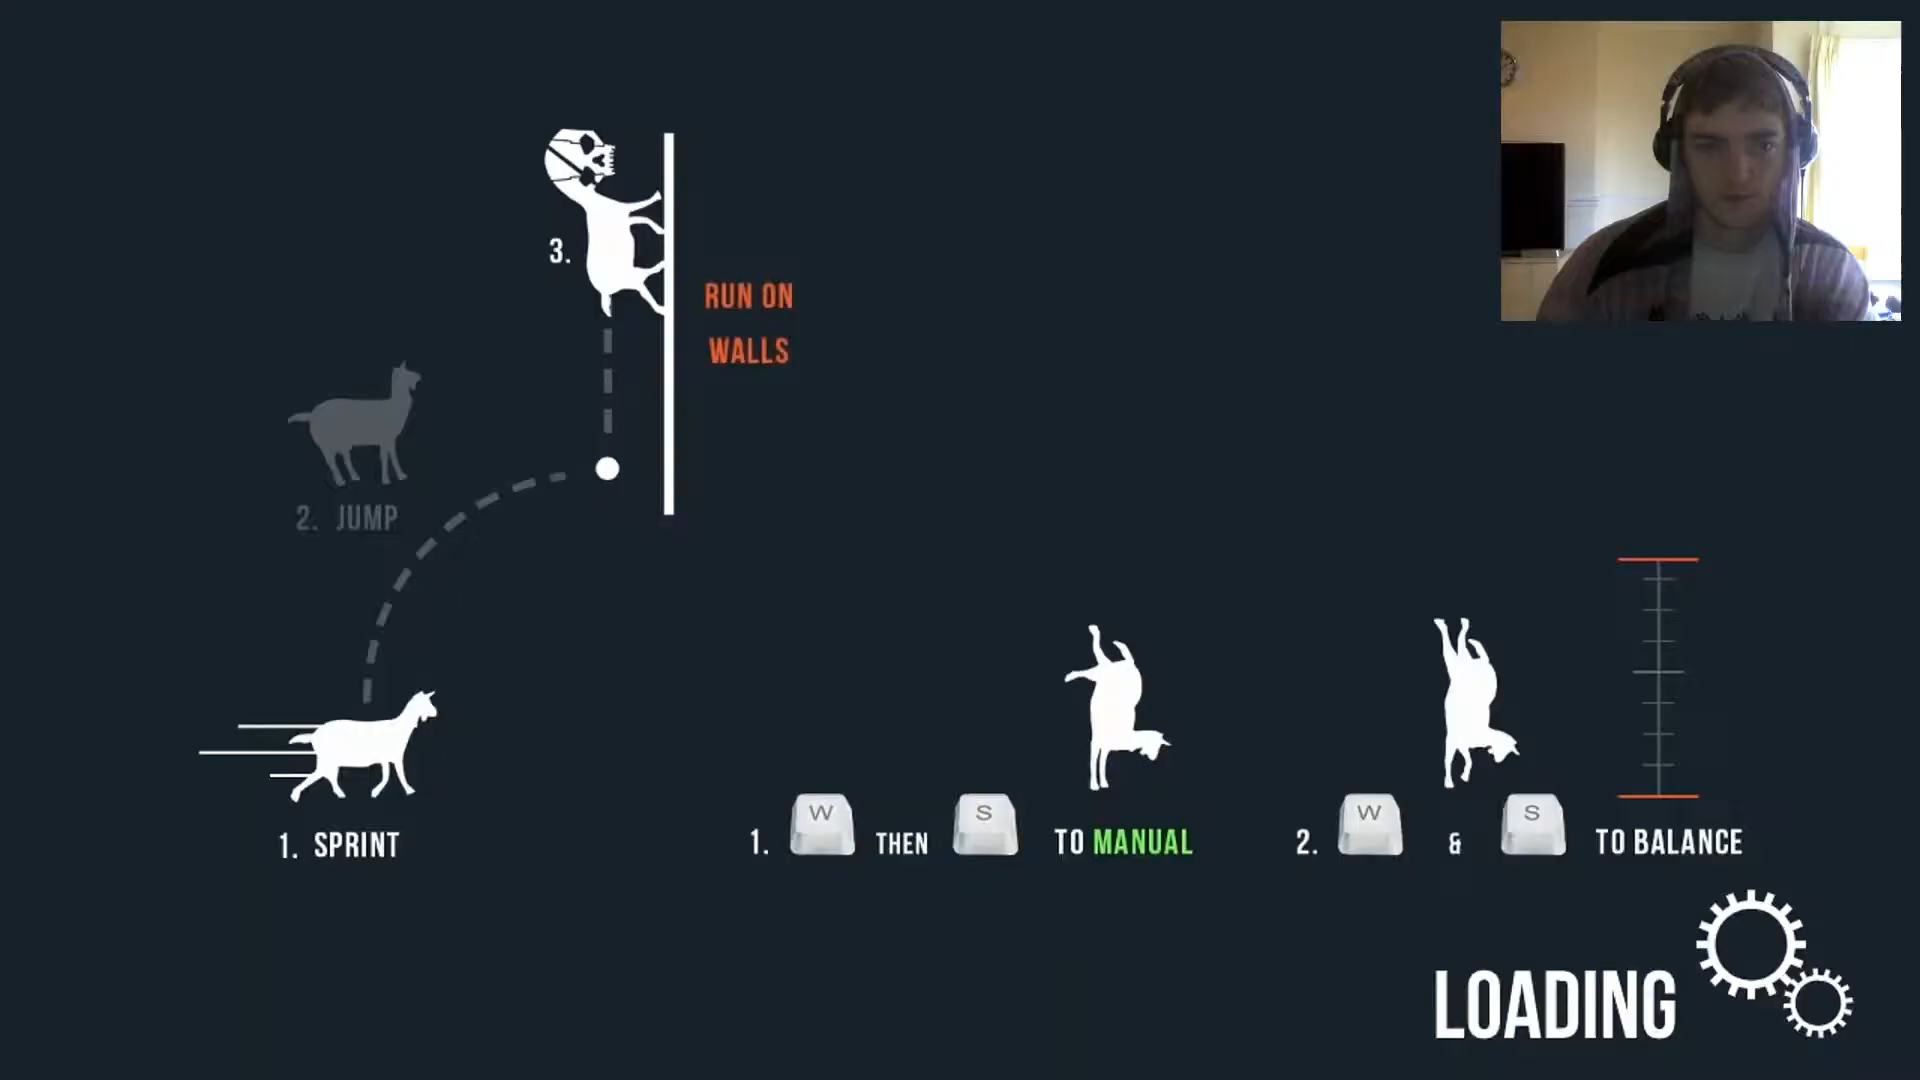 3.
RUN ON
WALLS
2. JUMP
1. SPRINT
1. W THEN S TO MANUAL
2. W & S TO BALANCE
LOADING